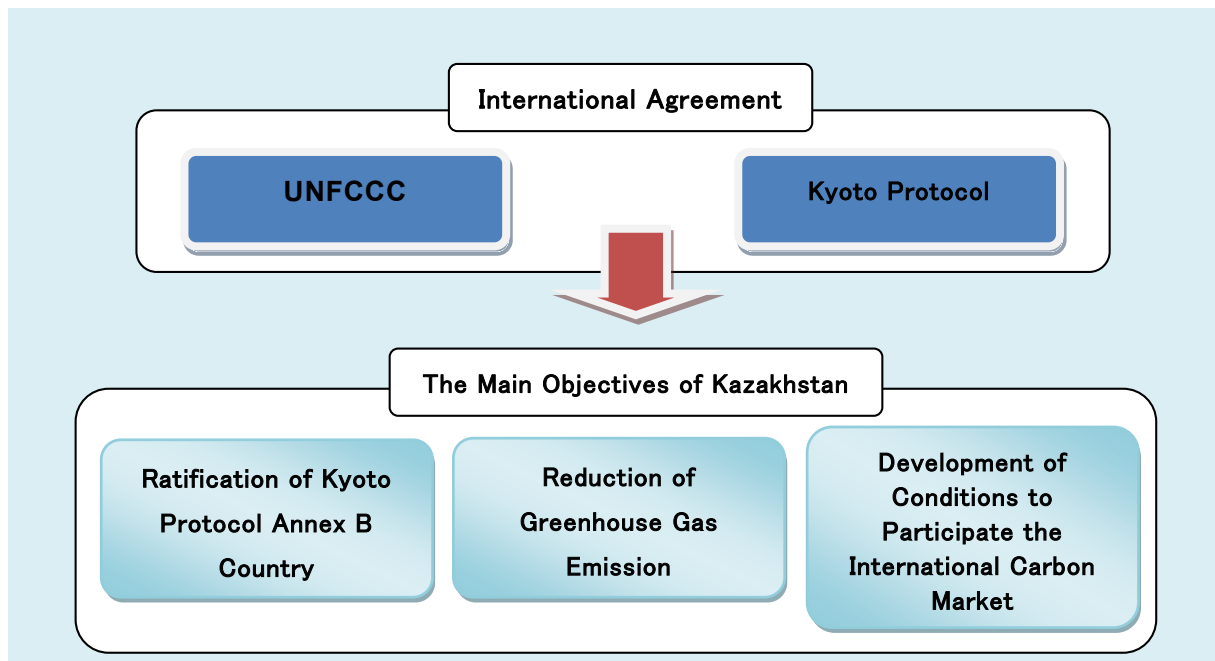 International Agreement
UNFCCC
Kyoto Protocol
The Main Objectives of Kazakhstan
Ratification of Kyoto
Protocol Annex B
Country
Reduction of
Greenhouse Gas
Emission
Development of
Conditions to
Participate the
International Carbon
Market